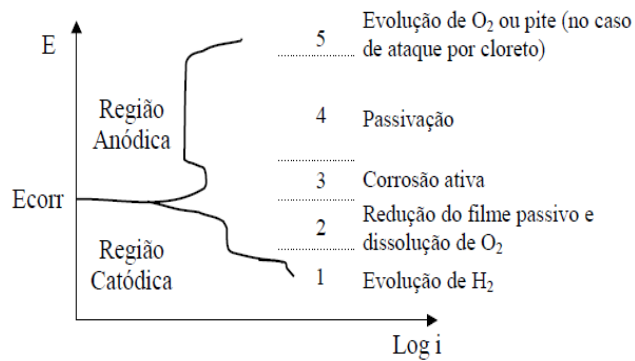 E
5
Evolução de O2 ou pite (no caso
de ataque por cloreto)
Região
Anódica
4
Passivação
3
Corrosão ativa
Ecorr
2
Redução do filme passivo e
dissolução de O2
Região
Catódica
1
Evolução de H2
Log i